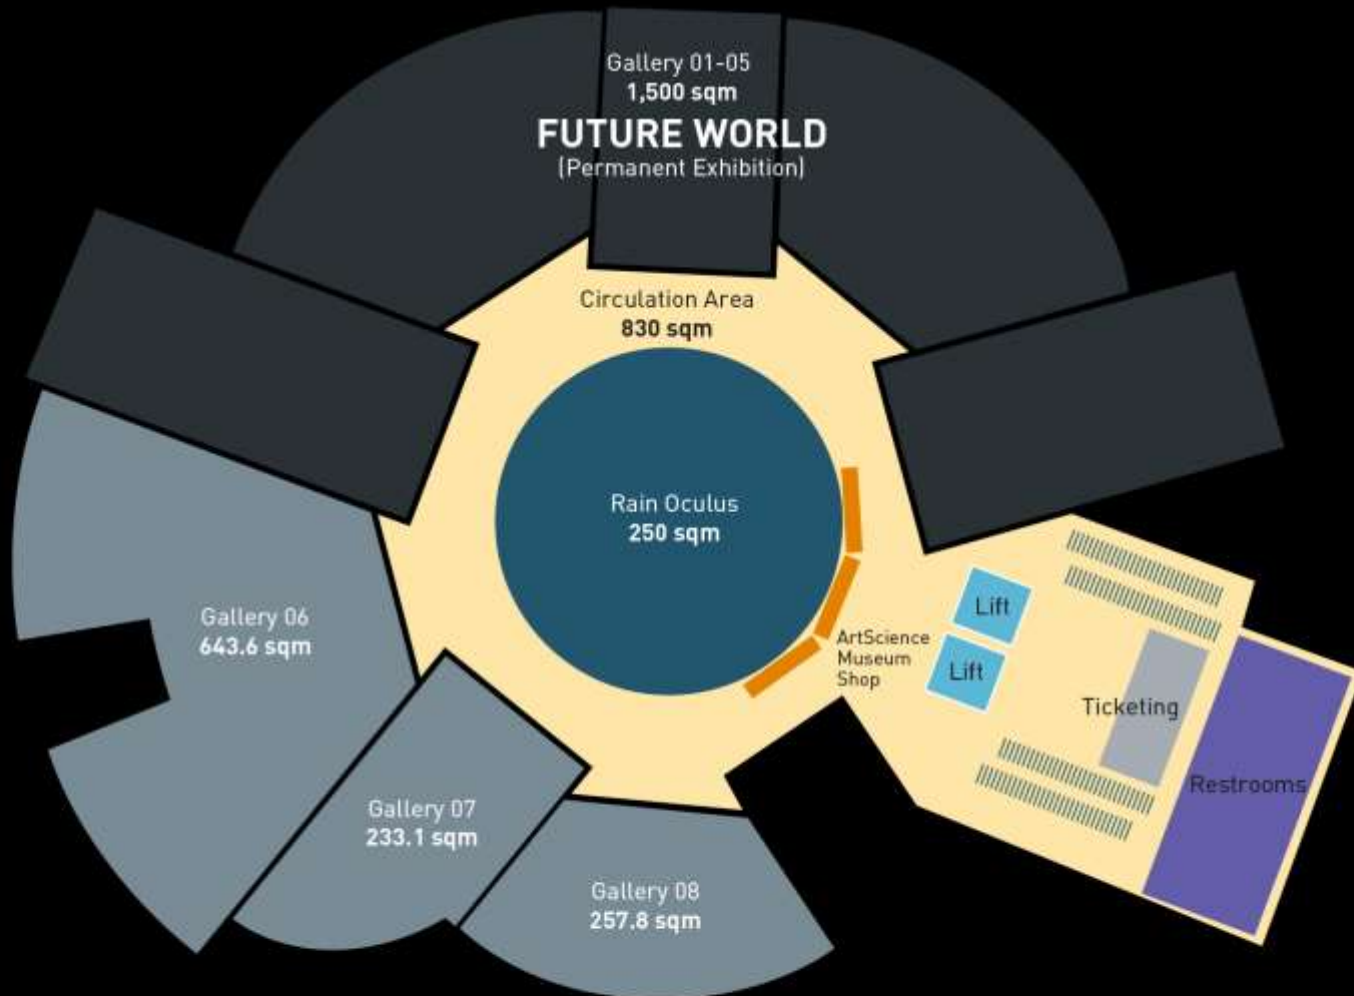 Gallery 01-05
1,500 sqm
FUTURE WORLD
(Permanent Exhibition)
Circulation Area
830 sqm
Rain Oculus
250 sqm
Gallery 06
643.6 sqm
Lift
Lift
ArtScience
Museum
Shop
Ticketing
Restrooms
Gallery 07
233.1 sqm
Gallery 08
257.8 sqm